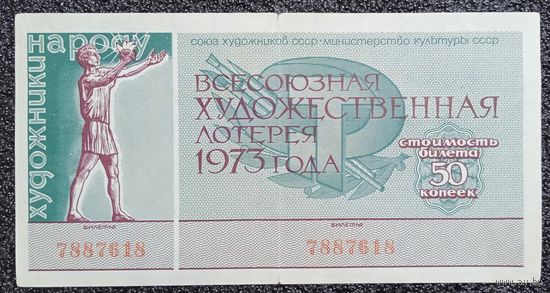 художники
народу
союз художников ссср·министерство культуры ссср
ВСЕСОЮЗНАЯ
ХУДОЖЕСТВЕННАЯ
ЛОТЕРЕЯ
1973 ГОДА
стоимость
билета
50
копеек
БИЛЕТ №
7887618
БИЛЕТ №
7887618